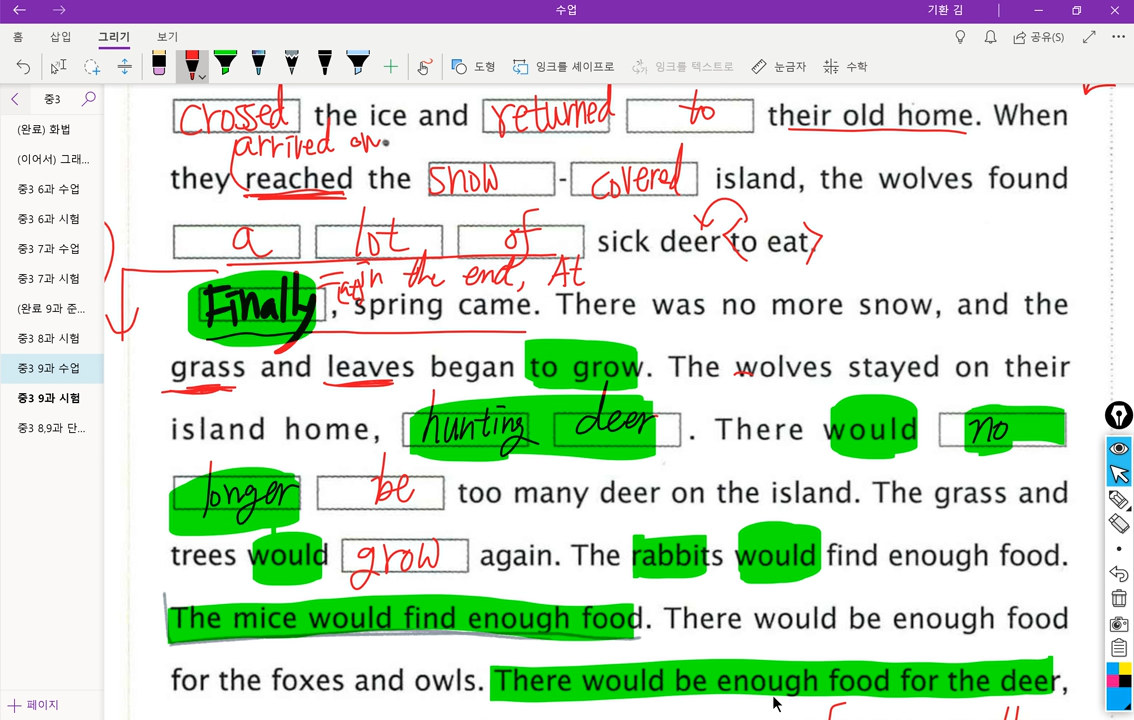 수업
기환 김
홈 삽입 그리기 보기
공유(S)
도형 잉크를 셰이프로 잉크를 텍스트로 눈금자 수학
중3
(완료) 화법
(이어서) 그래...
중3 6과 수업
중3 6과 시험
중3 7과 수업
중3 7과 시험
(완료 9과 준...
중3 8과 시험
중3 9과 수업
중3 9과 시험
중3 8,9과 단...
페이지
crossed the ice and returned to their old home. When
arrived on
they reached the snow - covered island, the wolves found
a lot of sick deer <to eat>
in the end, At
Finally, spring came. There was no more snow, and the
grass and leaves began to grow. The wolves stayed on their
island home, hunting deer. There would no
longer be too many deer on the island. The grass and
trees would grow again. The rabbits would find enough food.
The mice would find enough food. There would be enough food
for the foxes and owls. There would be enough food for the deer,